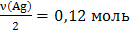 ν(Ag)/2 = 0,12 моль